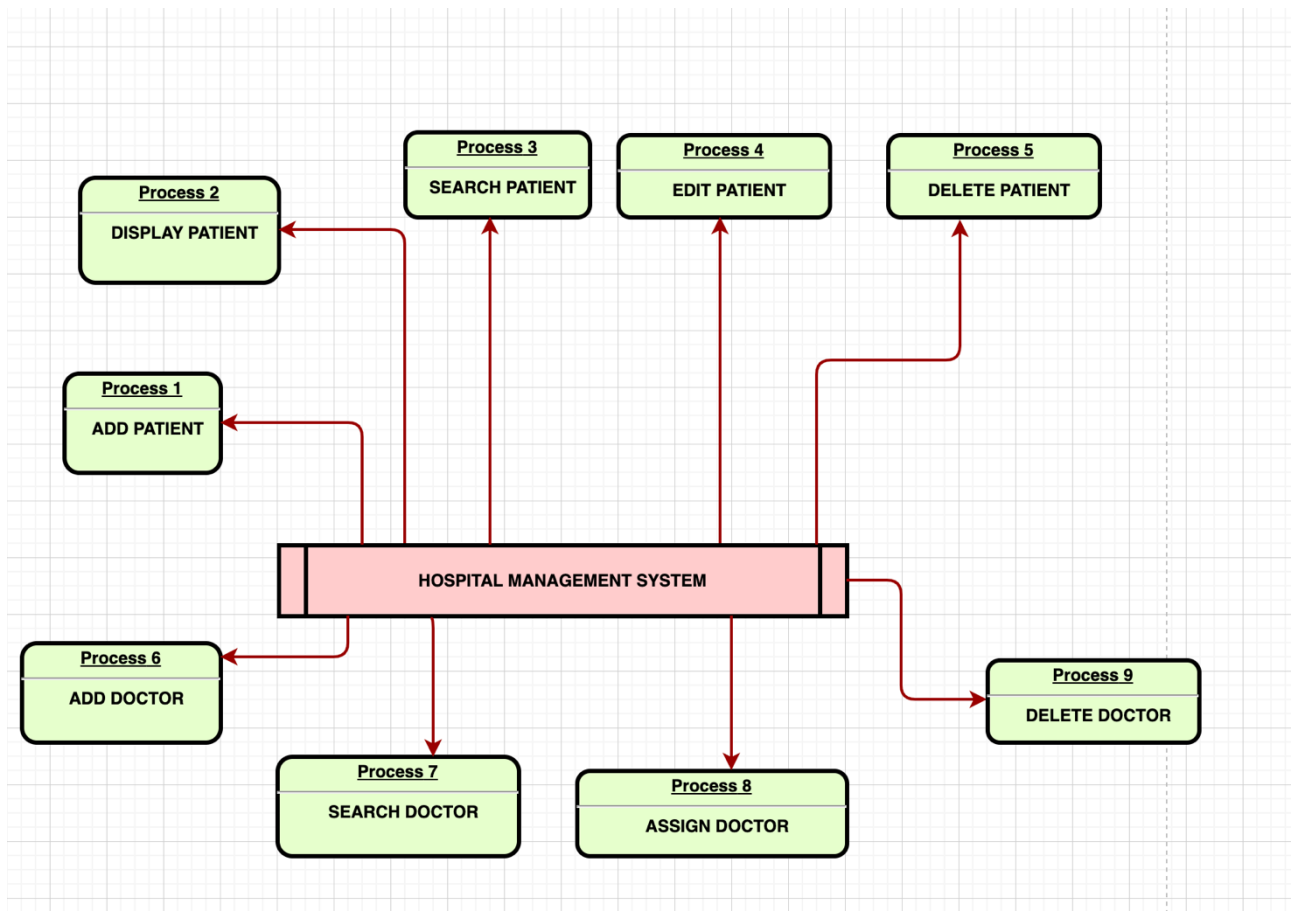 Process 3
SEARCH PATIENT
Process 4
EDIT PATIENT
Process 5
DELETE PATIENT
Process 2
DISPLAY PATIENT
Process 1
ADD PATIENT
HOSPITAL MANAGEMENT SYSTEM
Process 6
ADD DOCTOR
Process 9
DELETE DOCTOR
Process 7
SEARCH DOCTOR
Process 8
ASSIGN DOCTOR